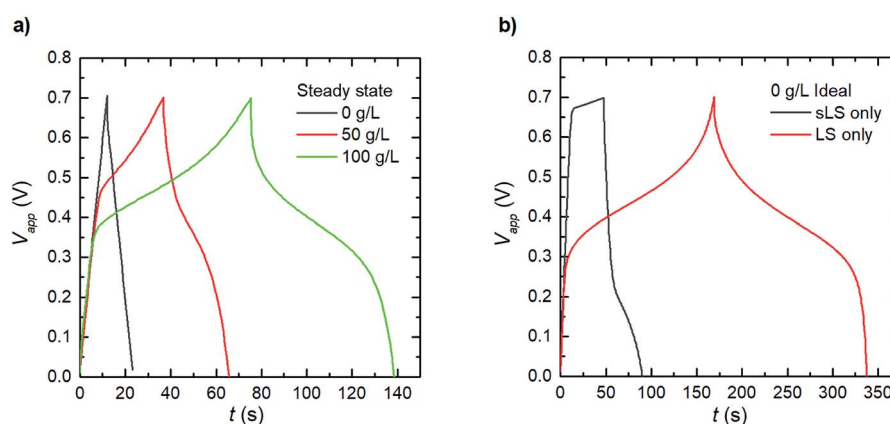 a)
0.8
0.7
0.6
0.5
0.4
0.3
0.2
0.1
0.0
V_app (V)
Steady state
0 g/L
50 g/L
100 g/L
0 20 40 60 80 100 120 140
t (s)
b)
0.8
0.7
0.6
0.5
0.4
0.3
0.2
0.1
0.0
V_app (V)
0 g/L Ideal
sLS only
LS only
0 50 100 150 200 250 300 350
t (s)